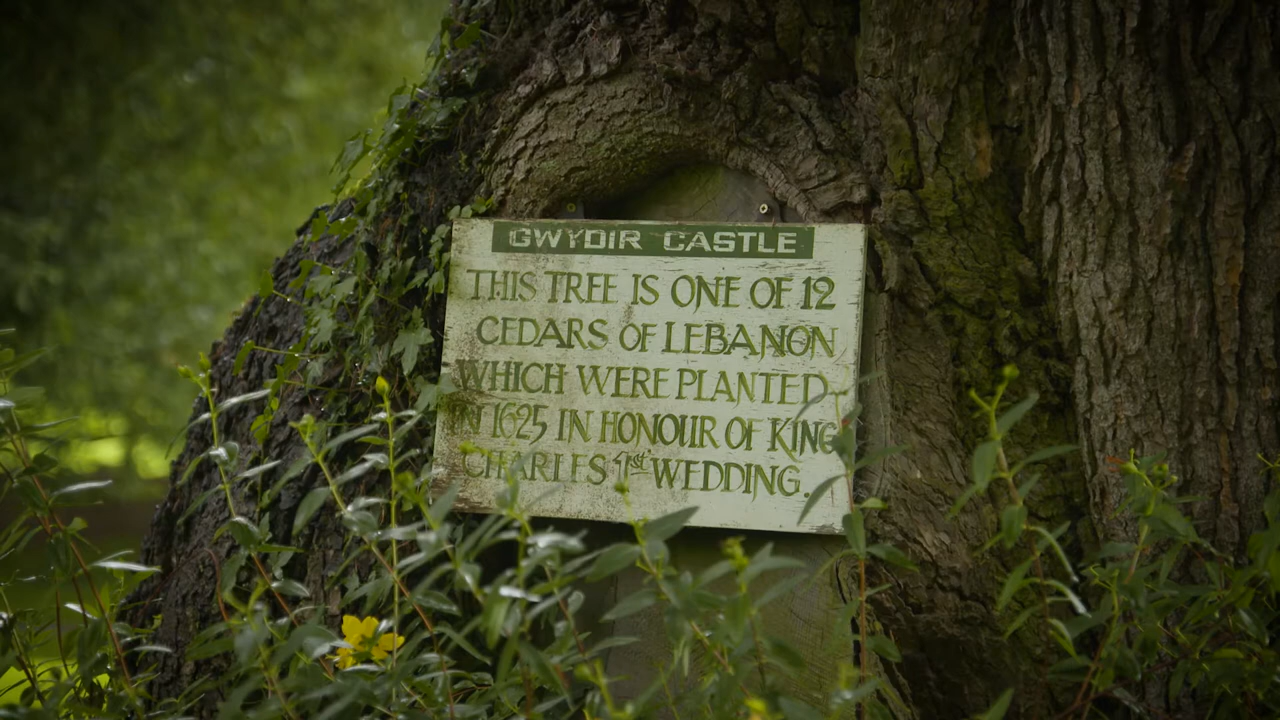 GWYDIR CASTLE
THIS TREE IS ONE OF 12
CEDARS OF LEBANON
WHICH WERE PLANTED
IN 1625 IN HONOUR OF KING
CHARLES 1st WEDDING.